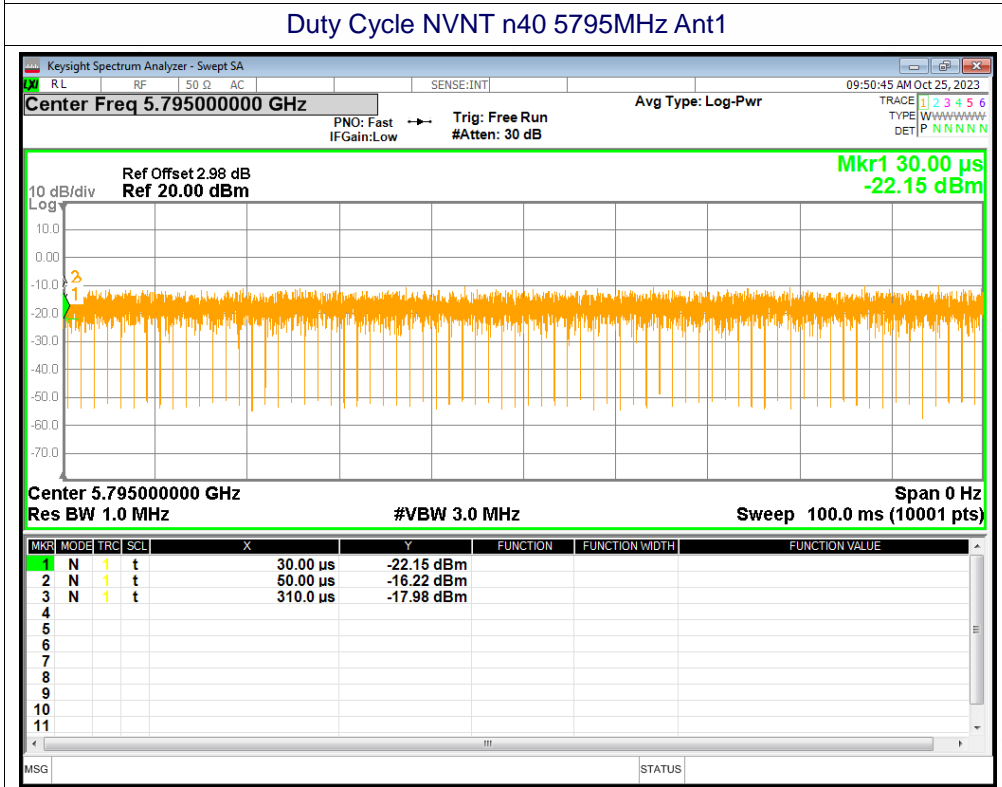 Duty Cycle NVNT n40 5795MHz Ant1
Keysight Spectrum Analyzer - Swept SA
LXI RL RF 50 Ω AC SENSE:INT 09:50:45 AM Oct 25, 2023
Center Freq 5.795000000 GHz Avg Type: Log-Pwr TRACE 1 2 3 4 5 6
PNO: Fast Trig: Free Run TYPE WWWWWWW
IFGain:Low #Atten: 30 dB DET P N N N N N
Mkr1 30.00 µs
Ref Offset 2.98 dB
10 dB/div Ref 20.00 dBm -22.15 dBm
Log
10.0
0.00
-10.0
-20.0
-30.0
-40.0
-50.0
-60.0
-70.0
3
1
Center 5.795000000 GHz Span 0 Hz
Res BW 1.0 MHz #VBW 3.0 MHz Sweep 100.0 ms (10001 pts)
MKR MODE TRC SCL X Y FUNCTION FUNCTION WIDTH FUNCTION VALUE
1 N 1 t 30.00 µs -22.15 dBm
2 N 1 t 50.00 µs -16.22 dBm
3 N 1 t 310.0 µs -17.98 dBm
4
5
6
7
8
9
10
11
MSG STATUS